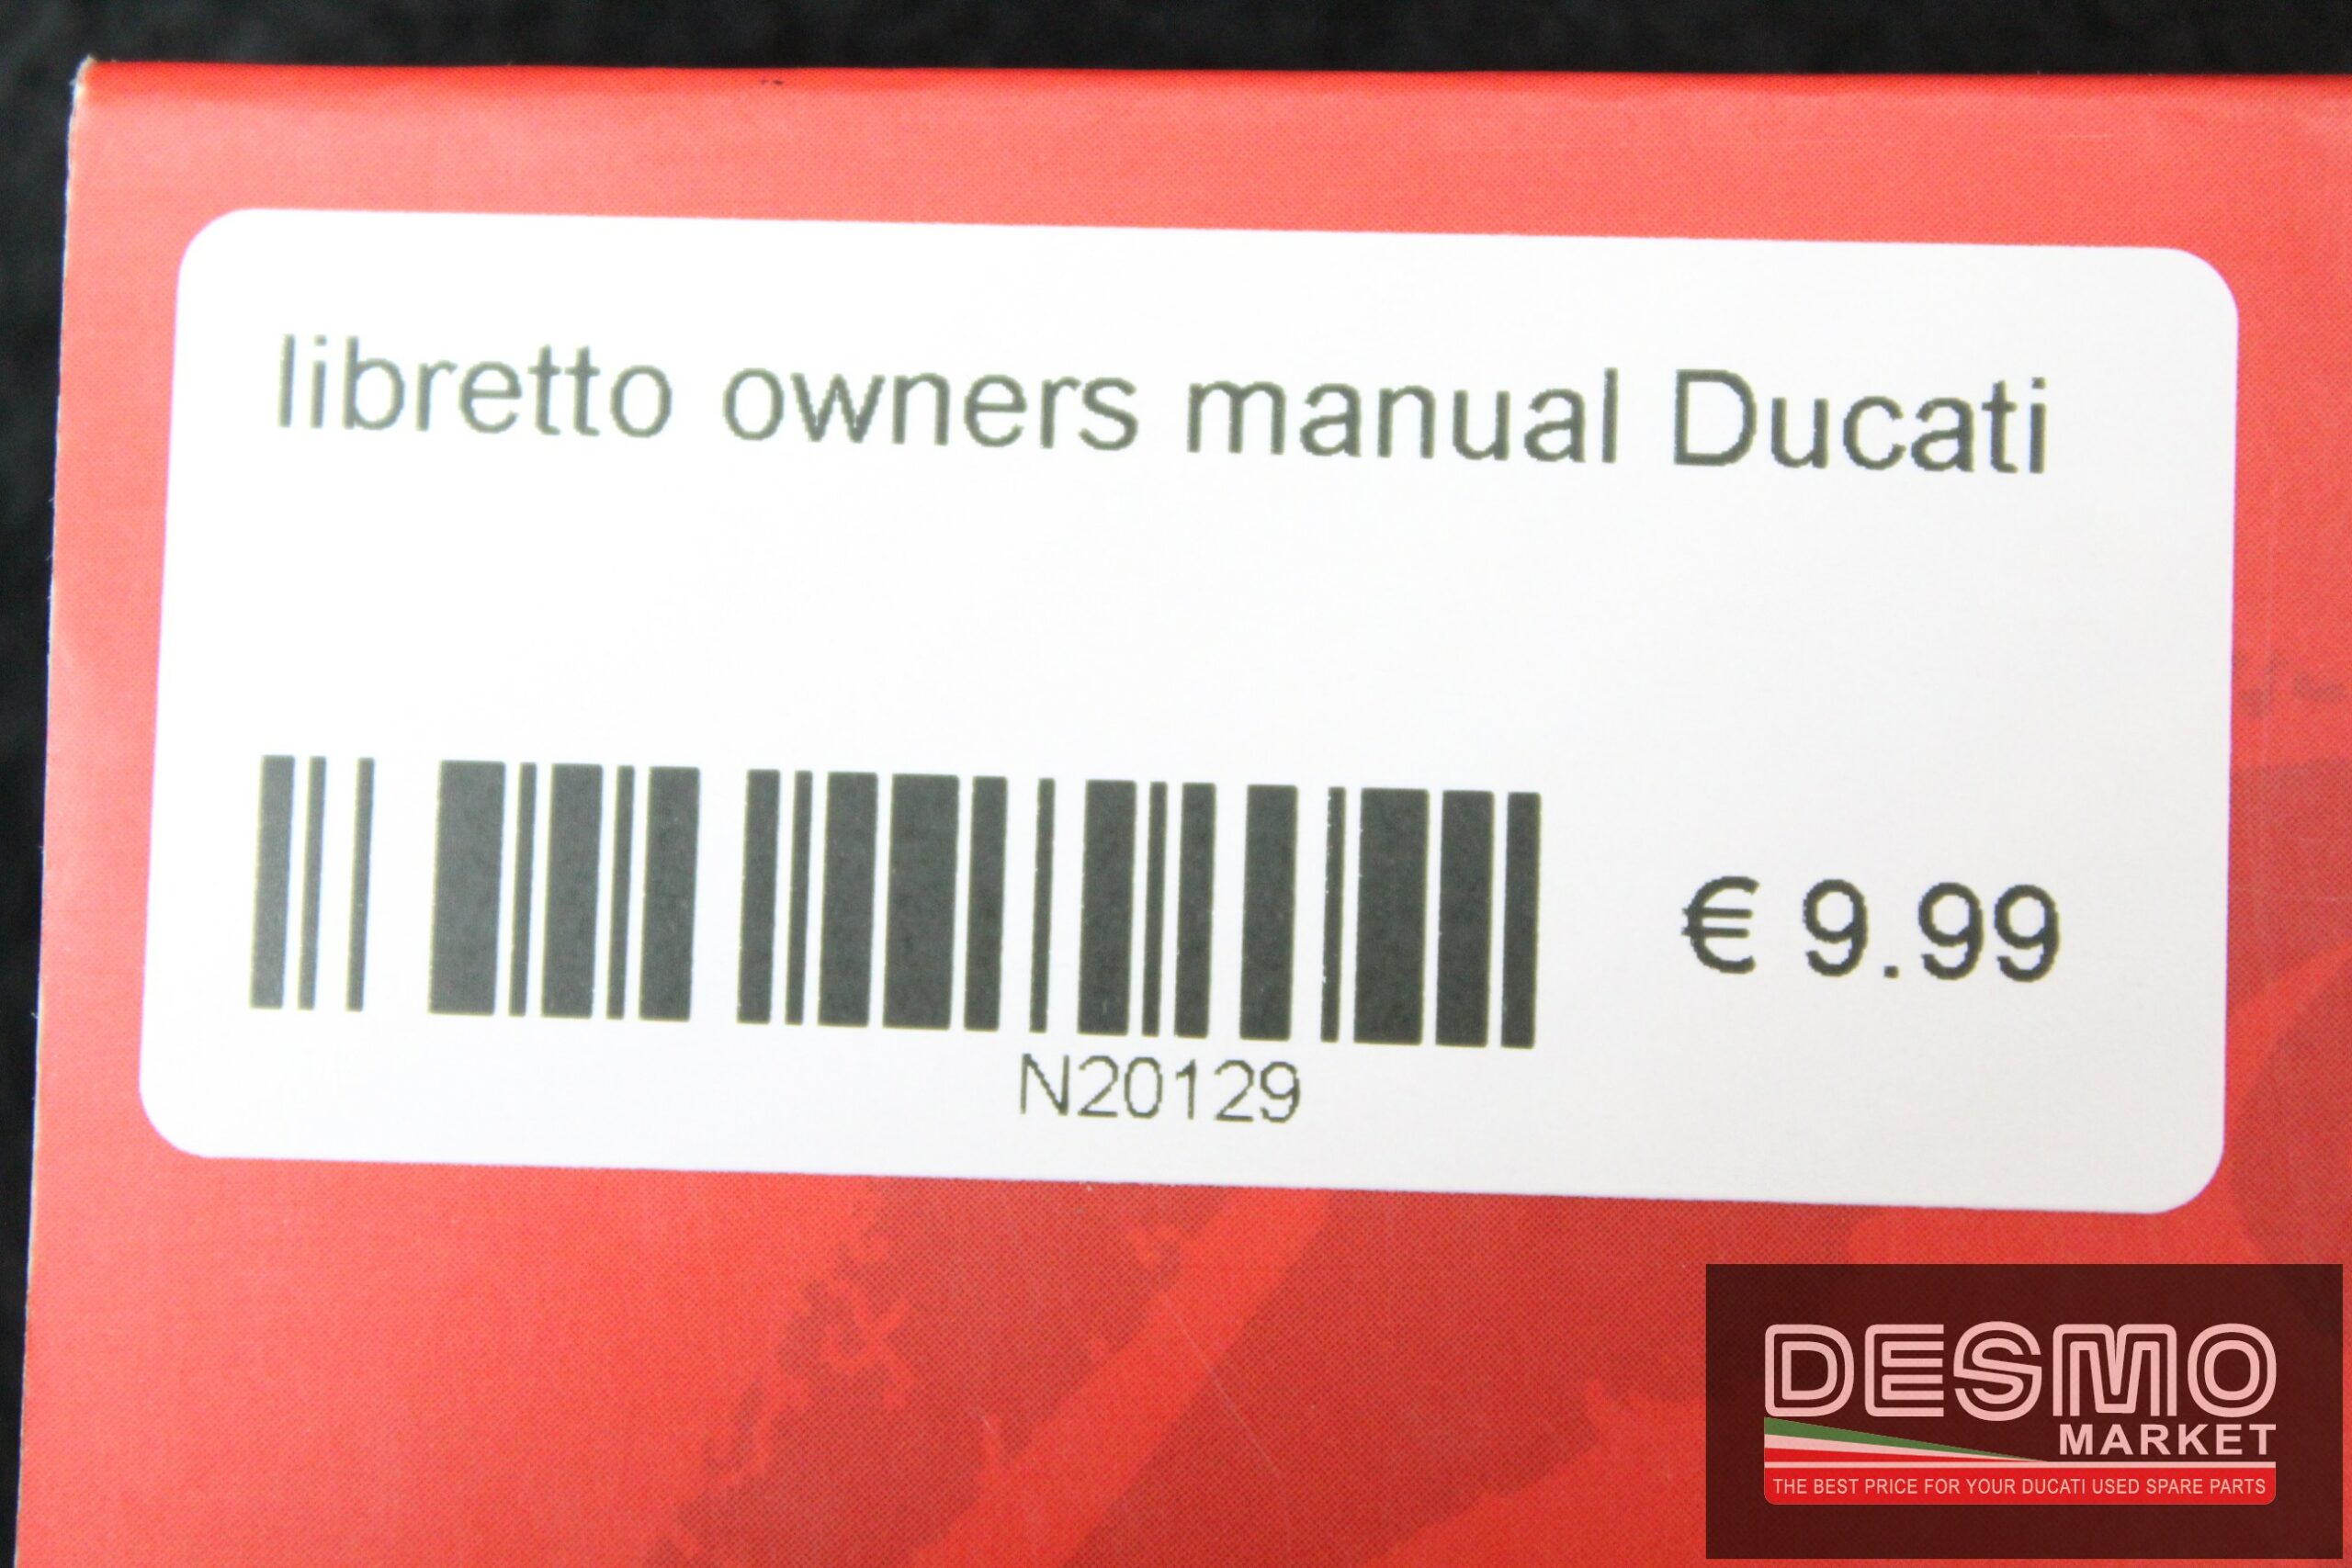 libretto owners manual Ducati
€ 9.99
N20129
DESMO
MARKET
THE BEST PRICE FOR YOUR DUCATI USED SPARE PARTS